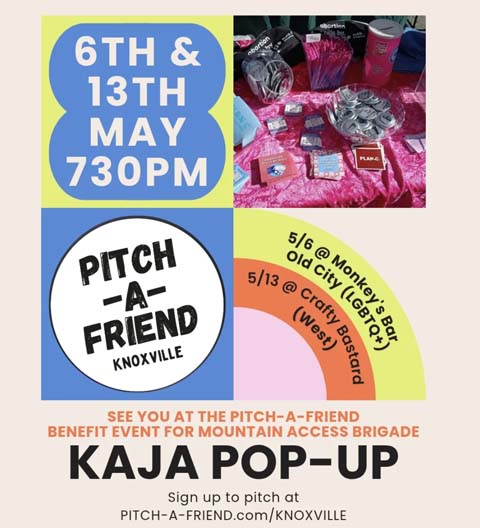 6TH &
13TH
MAY
730PM
abortion
abortion
PLAN C
PITCH
-A-
FRIEND
KNOXVILLE
5/6 @ Monkey's Bar
Old City (LGBTQ+)
5/13 @ Crafty Bastard
(West)
SEE YOU AT THE PITCH-A-FRIEND
BENEFIT EVENT FOR MOUNTAIN ACCESS BRIGADE
KAJA POP-UP
Sign up to pitch at
PITCH-A-FRIEND.com/KNOXVILLE